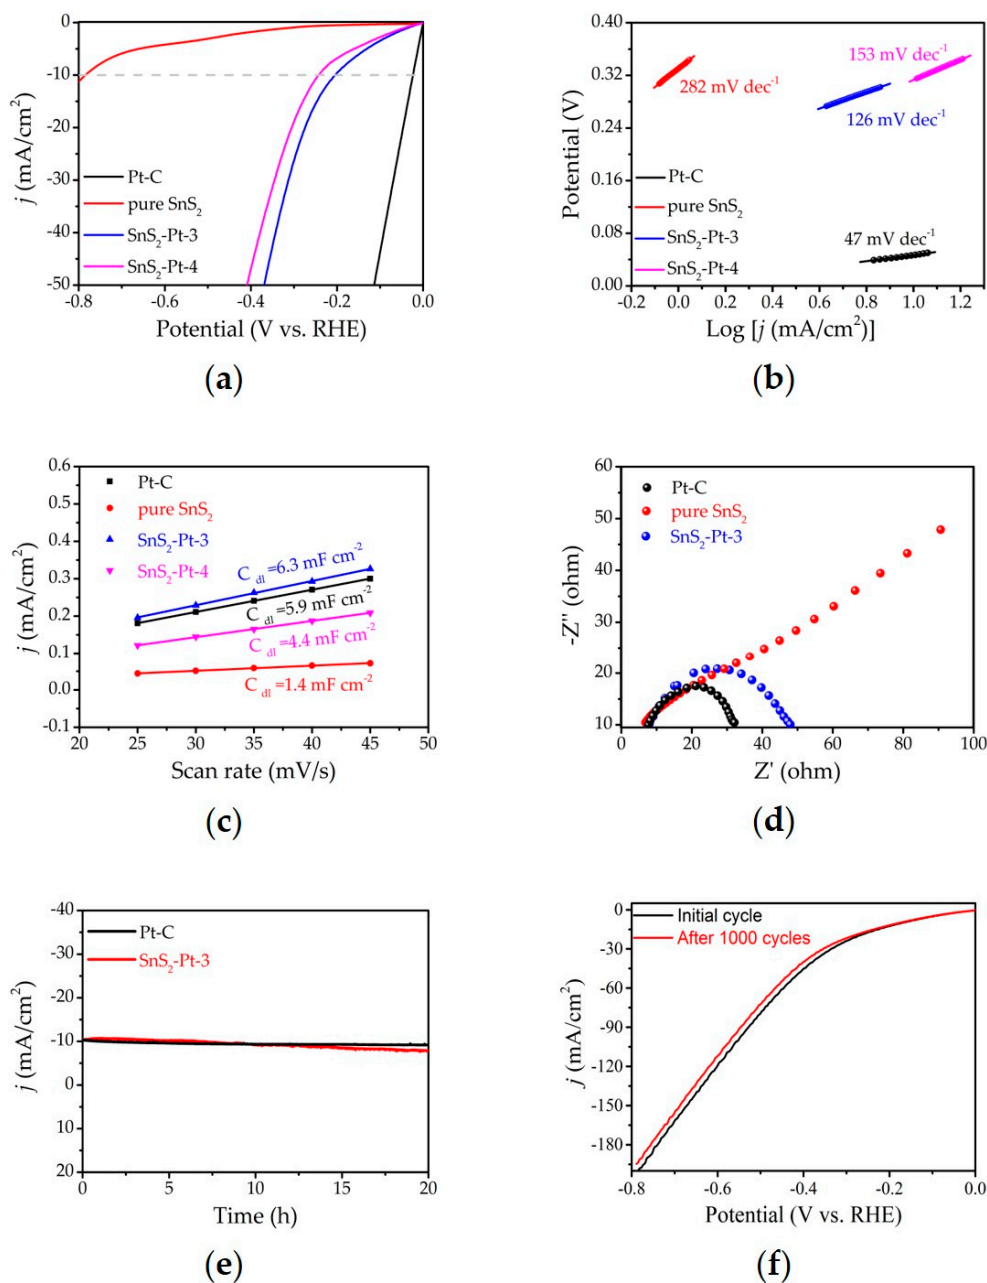 0
-10
-20
-30
-40
-50
j (mA/cm²)
Pt-C
pure SnS₂
SnS₂-Pt-3
SnS₂-Pt-4
-0.8
-0.6
-0.4
-0.2
0.0
Potential (V vs. RHE)
(a)
0.40
0.32
0.24
0.16
0.08
0.00
Potential (V)
282 mV dec⁻¹
153 mV dec⁻¹
126 mV dec⁻¹
47 mV dec⁻¹
Pt-C
pure SnS₂
SnS₂-Pt-3
SnS₂-Pt-4
-0.2
0.0
0.2
0.4
0.6
0.8
1.0
1.2
Log [j (mA/cm²)]
(b)
0.6
0.5
0.4
0.3
0.2
0.1
0.0
-0.1
j (mA/cm²)
Pt-C
pure SnS₂
SnS₂-Pt-3
SnS₂-Pt-4
C dl =6.3 mF cm⁻²
C dl =5.9 mF cm⁻²
C dl =4.4 mF cm⁻²
C dl =1.4 mF cm⁻²
20
25
30
35
40
45
50
Scan rate (mV/s)
(c)
60
50
40
30
20
10
-Z" (ohm)
Pt-C
pure SnS₂
SnS₂-Pt-3
0
20
40
60
80
100
Z' (ohm)
(d)
-40
-30
-20
-10
0
10
20
j (mA/cm²)
Pt-C
SnS₂-Pt-3
0
5
10
15
20
Time (h)
(e)
0
-30
-60
-90
-120
-150
-180
j (mA/cm²)
Initial cycle
After 1000 cycles
-0.8
-0.6
-0.4
-0.2
0.0
Potential (V vs. RHE)
(f)